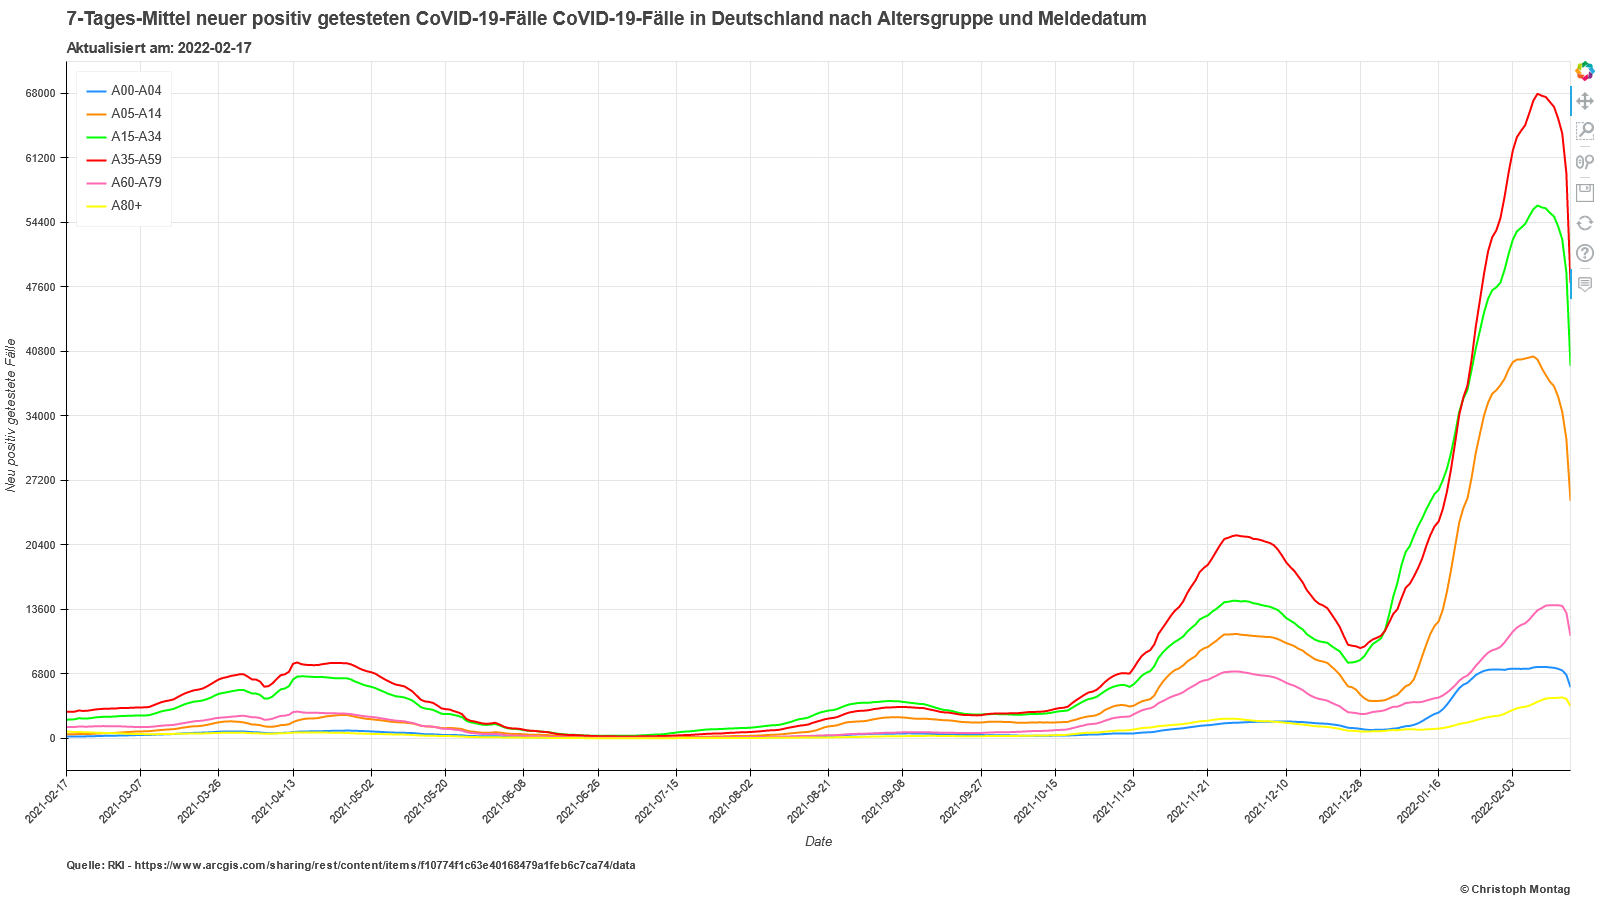 7-Tages-Mittel neuer positiv getesteten CoVID-19-Fälle CoVID-19-Fälle in Deutschland nach Altersgruppe und Meldedatum
Aktualisiert am: 2022-02-17
A00-A04
A05-A14
A15-A34
A35-A59
A60-A79
A80+
68000
61200
54400
47600
40800
34000
27200
20400
13600
6800
0
Neu positiv getestete Fälle
2021-02-17
2021-03-07
2021-03-26
2021-04-13
2021-05-02
2021-05-20
2021-06-08
2021-06-26
2021-07-15
2021-08-02
2021-08-21
2021-09-08
2021-09-27
2021-10-15
2021-11-03
2021-11-21
2021-12-10
2021-12-28
2022-01-16
2022-02-03
Date
Quelle: RKI - https://www.arcgis.com/sharing/rest/content/items/f10774f1c63e40168479a1feb6c7ca74/data
© Christoph Montag